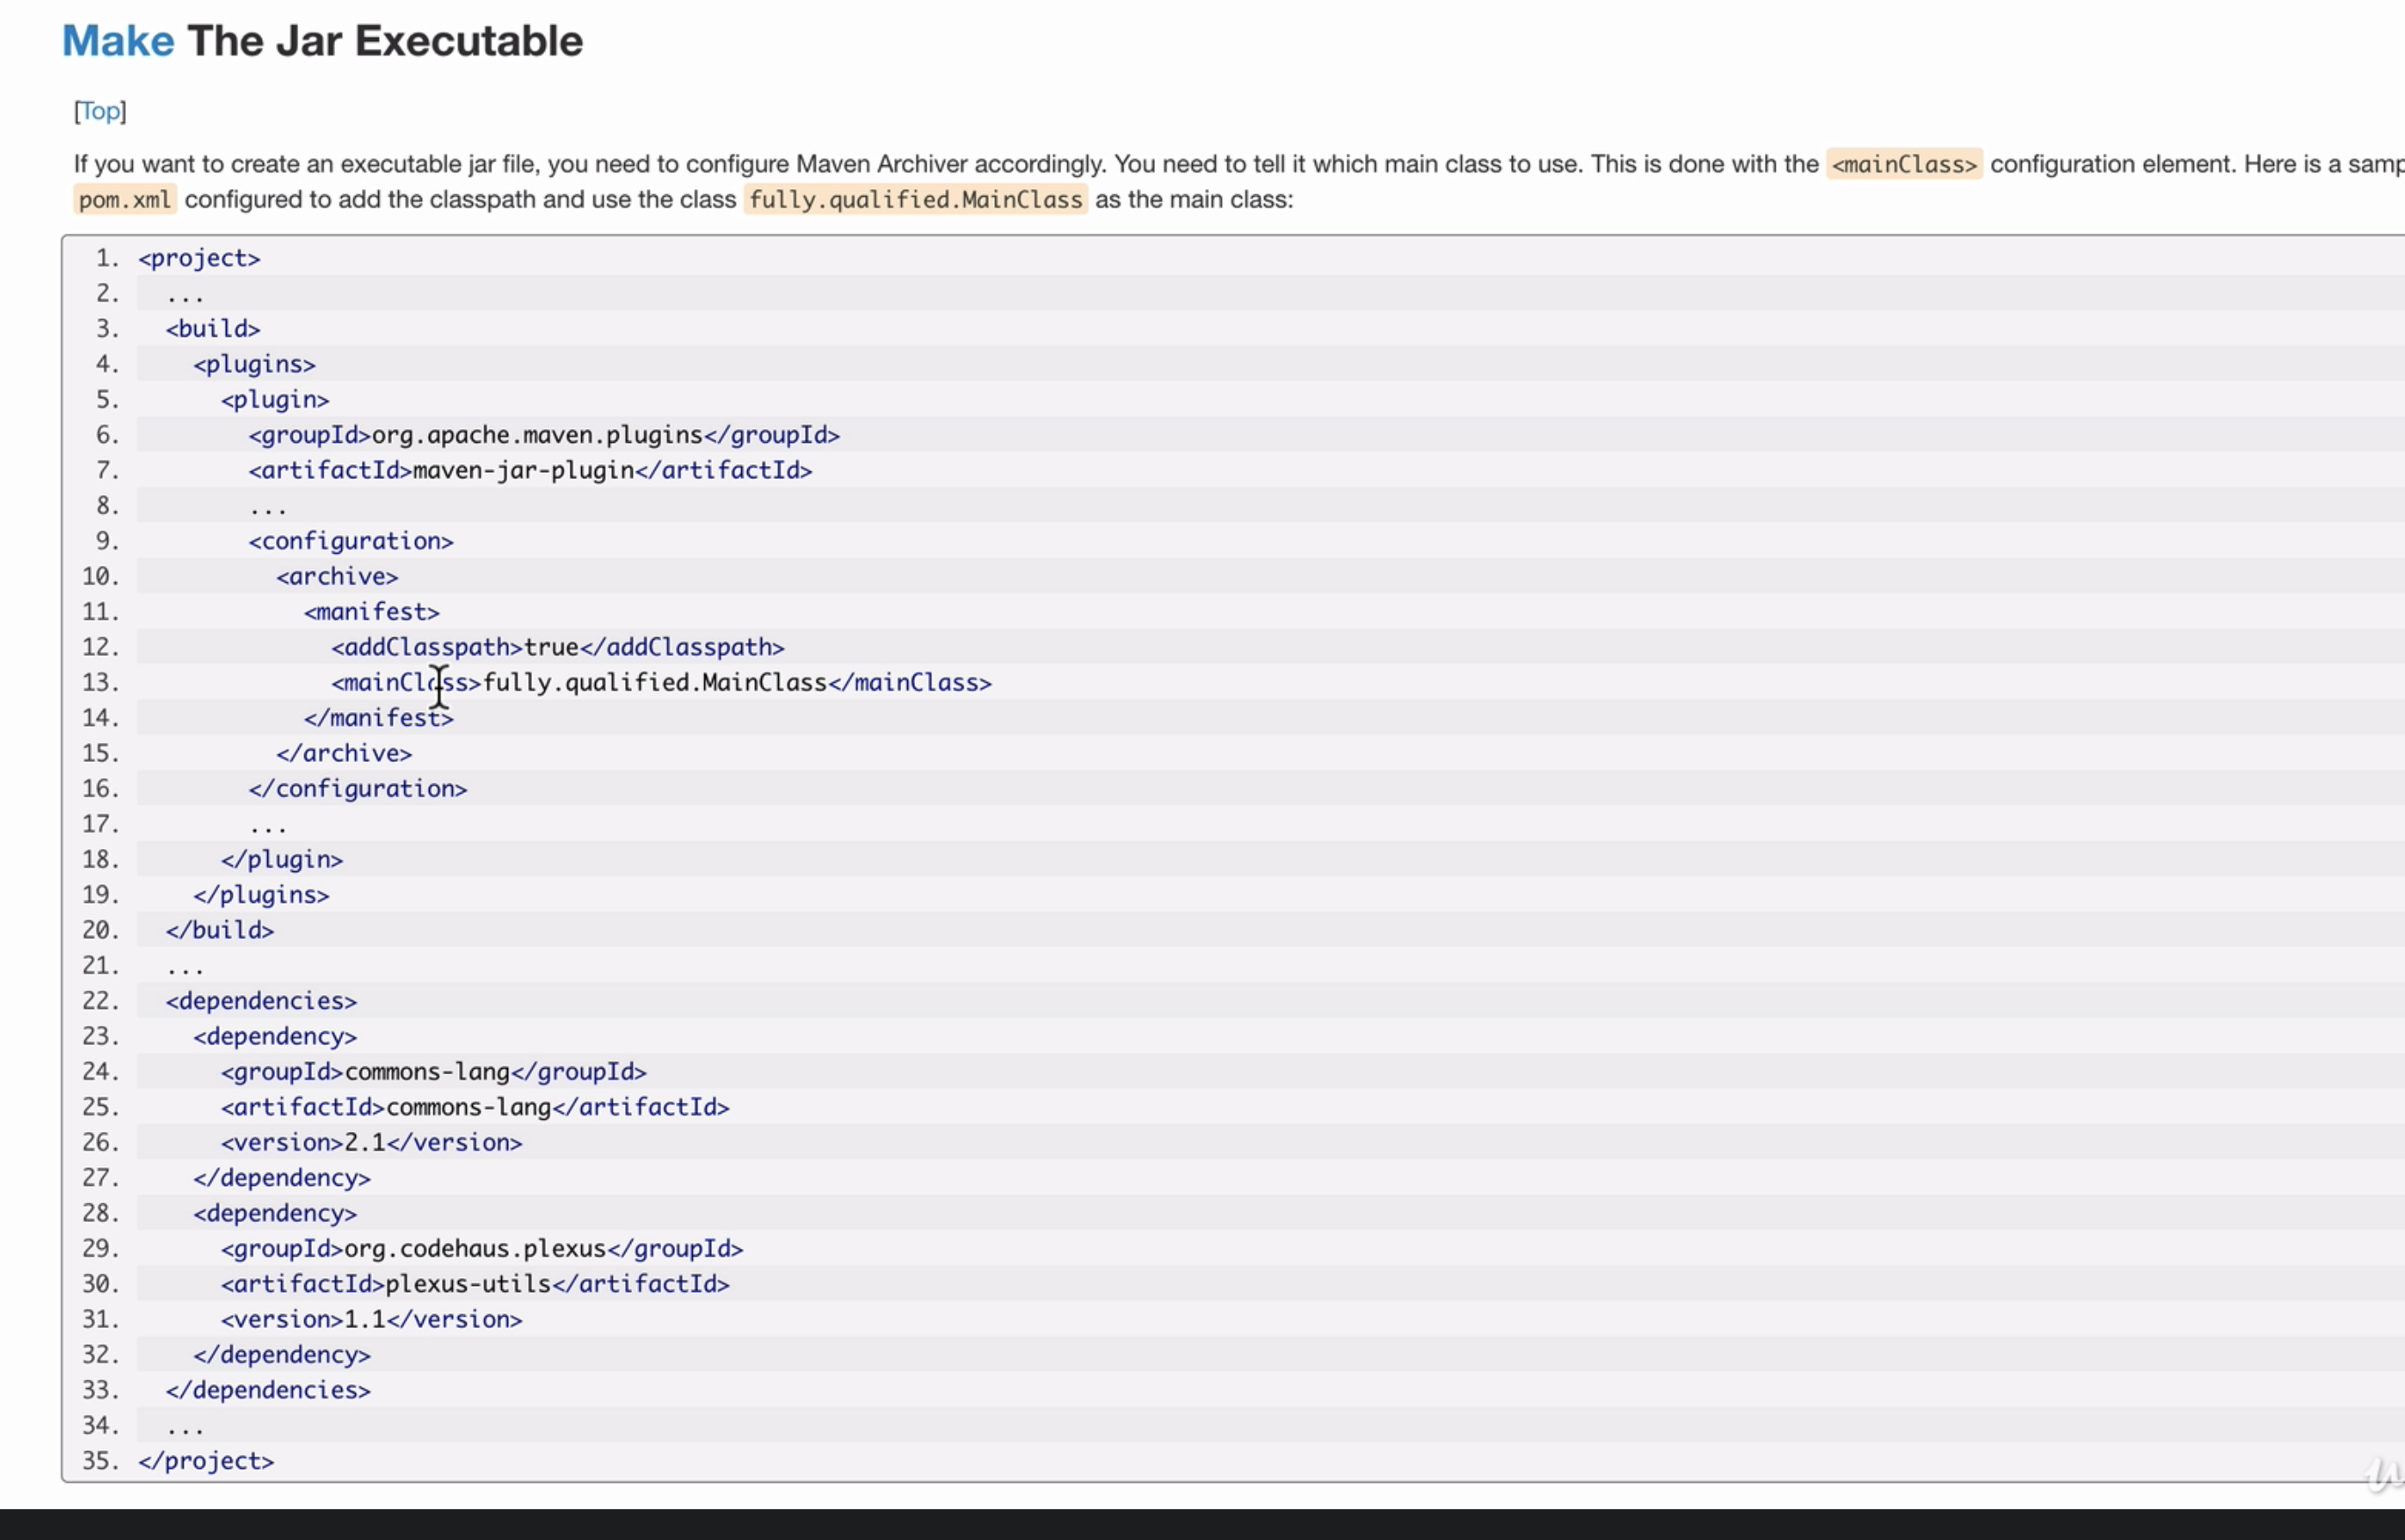 Make The Jar Executable
[Top]
If you want to create an executable jar file, you need to configure Maven Archiver accordingly. You need to tell it which main class to use. This is done with the <mainClass> configuration element. Here is a
pom.xml configured to add the classpath and use the class fully.qualified.MainClass as the main class:
1. <project>
2.   ...
3.   <build>
4.     <plugins>
5.       <plugin>
6.         <groupId>org.apache.maven.plugins</groupId>
7.         <artifactId>maven-jar-plugin</artifactId>
8.         ...
9.         <configuration>
10.           <archive>
11.             <manifest>
12.               <addClasspath>true</addClasspath>
13.               <mainClass>fully.qualified.MainClass</mainClass>
14.             </manifest>
15.           </archive>
16.         </configuration>
17.         ...
18.       </plugin>
19.     </plugins>
20.   </build>
21.   ...
22.   <dependencies>
23.     <dependency>
24.       <groupId>commons-lang</groupId>
25.       <artifactId>commons-lang</artifactId>
26.       <version>2.1</version>
27.     </dependency>
28.     <dependency>
29.       <groupId>org.codehaus.plexus</groupId>
30.       <artifactId>plexus-utils</artifactId>
31.       <version>1.1</version>
32.     </dependency>
33.   </dependencies>
34.   ...
35. </project>